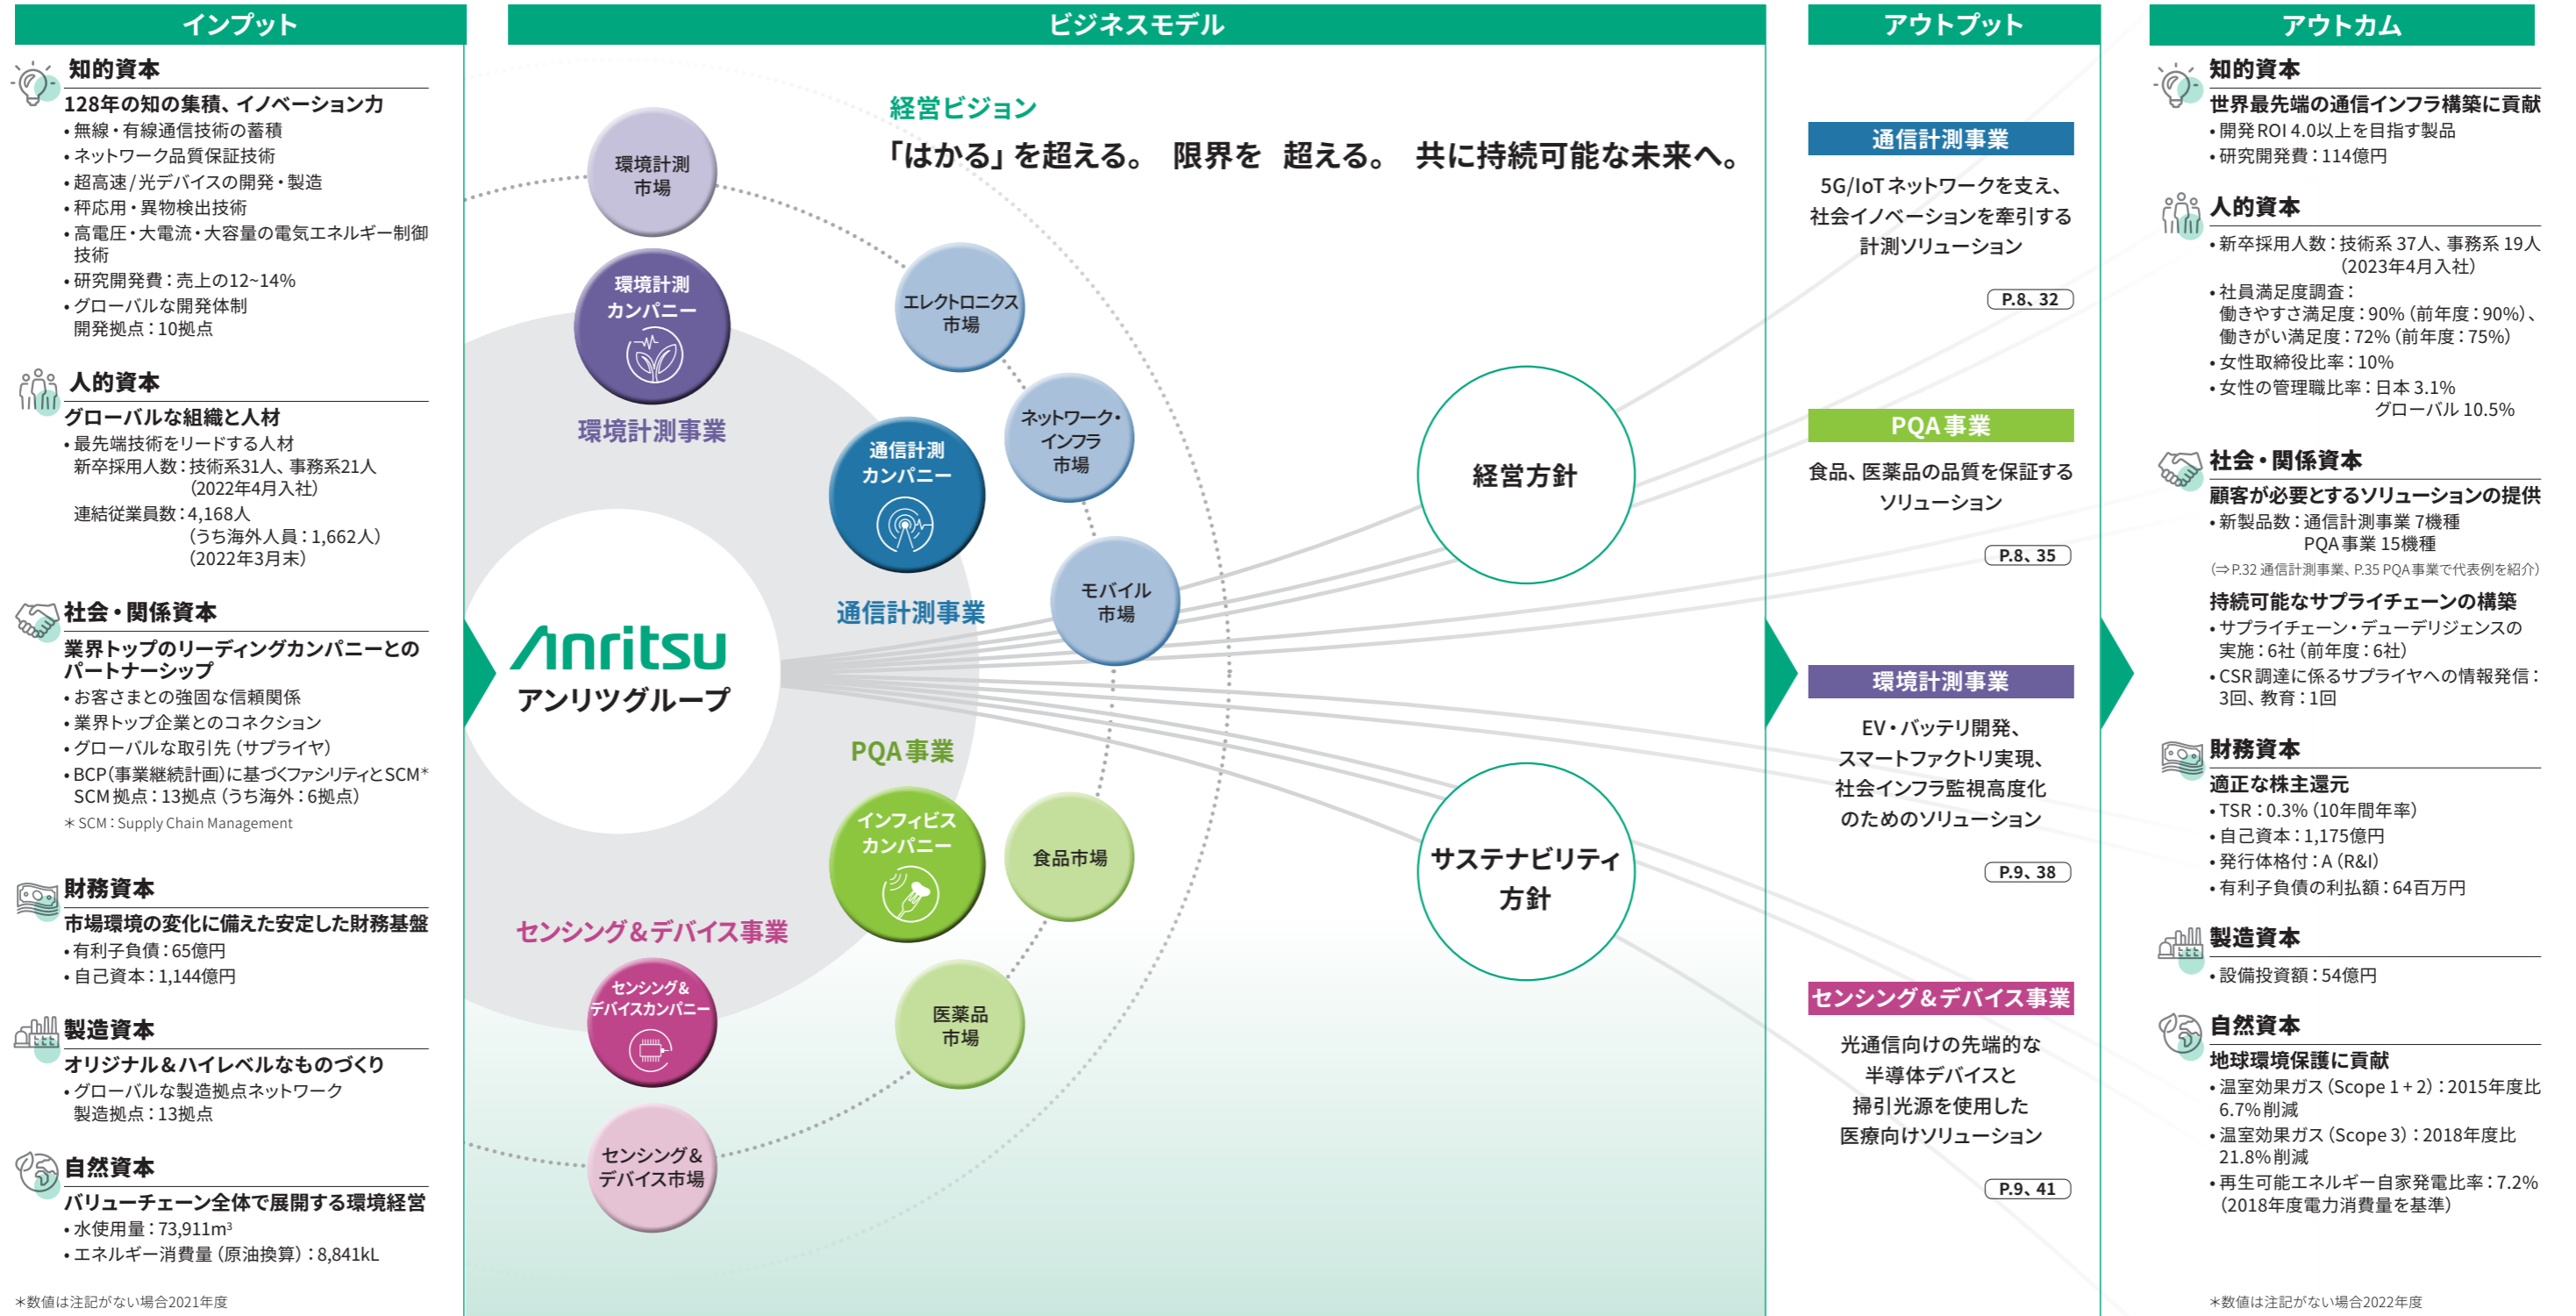 インプット
知的資本
128年の知の集積、イノベーション力
• 無線・有線通信技術の蓄積
• ネットワーク品質保証技術
• 超高速/光デバイスの開発・製造
• 秤応用・異物検出技術
• 高電圧・大電流・大容量の電気エネルギー制御
技術
• 研究開発費：売上の12~14%
• グローバルな開発体制
開発拠点：10拠点
人的資本
グローバルな組織と人材
• 最先端技術をリードする人材
新卒採用人数：技術系31人、事務系21人
（2022年4月入社）
連結従業員数：4,168人
（うち海外人員：1,662人）
（2022年3月末）
社会・関係資本
業界トップのリーディングカンパニーとの
パートナーシップ
• お客さまとの強固な信頼関係
• 業界トップ企業とのコネクション
• グローバルな取引先（サプライヤ）
• BCP（事業継続計画）に基づくファシリティとSCM＊
SCM拠点：13拠点（うち海外：6拠点）
＊ SCM：Supply Chain Management
財務資本
市場環境の変化に備えた安定した財務基盤
• 有利子負債：65億円
• 自己資本：1,144億円
製造資本
オリジナル＆ハイレベルなものづくり
• グローバルな製造拠点ネットワーク
製造拠点：13拠点
自然資本
バリューチェーン全体で展開する環境経営
• 水使用量：73,911m³
• エネルギー消費量（原油換算）：8,841kL
＊数値は注記がない場合2021年度
ビジネスモデル
経営ビジョン
「はかる」を超える。 限界を 超える。 共に持続可能な未来へ。
環境計測
市場
環境計測
カンパニー
環境計測事業
エレクトロニクス
市場
ネットワーク・
インフラ
市場
通信計測
カンパニー
モバイル
市場
通信計測事業
Anritsu
アンリツグループ
PQA事業
インフィビス
カンパニー
食品市場
センシング＆デバイス事業
センシング＆
デバイスカンパニー
医薬品
市場
センシング＆
デバイス市場
経営方針
サステナビリティ
方針
アウトプット
通信計測事業
5G/IoTネットワークを支え、
社会イノベーションを牽引する
計測ソリューション
P.8、32
PQA事業
食品、医薬品の品質を保証する
ソリューション
P.8、35
環境計測事業
EV・バッテリ開発、
スマートファクトリ実現、
社会インフラ監視高度化
のためのソリューション
P.9、38
センシング＆デバイス事業
光通信向けの先端的な
半導体デバイスと
掃引光源を使用した
医療向けソリューション
P.9、41
アウトカム
知的資本
世界最先端の通信インフラ構築に貢献
• 開発ROI 4.0以上を目指す製品
• 研究開発費：114億円
人的資本
• 新卒採用人数：技術系 37人、事務系 19人
（2023年4月入社）
• 社員満足度調査：
働きやすさ満足度：90%（前年度：90%）、
働きがい満足度：72%（前年度：75%）
• 女性取締役比率：10%
• 女性の管理職比率：日本 3.1%
グローバル 10.5%
社会・関係資本
顧客が必要とするソリューションの提供
• 新製品数：通信計測事業 7機種
PQA事業 15機種
（⇒P.32 通信計測事業、P.35 PQA事業で代表例を紹介）
持続可能なサプライチェーンの構築
• サプライチェーン・デューデリジェンスの
実施：6社（前年度：6社）
• CSR調達に係るサプライヤへの情報発信：
3回、教育：1回
財務資本
適正な株主還元
• TSR：0.3%（10年間年率）
• 自己資本：1,175億円
• 発行体格付：A（R&I）
• 有利子負債の利払額：64百万円
製造資本
• 設備投資額：54億円
自然資本
地球環境保護に貢献
• 温室効果ガス（Scope 1 + 2）：2015年度比
6.7%削減
• 温室効果ガス（Scope 3）：2018年度比
21.8%削減
• 再生可能エネルギー自家発電比率：7.2%
（2018年度電力消費量を基準）
＊数値は注記がない場合2022年度